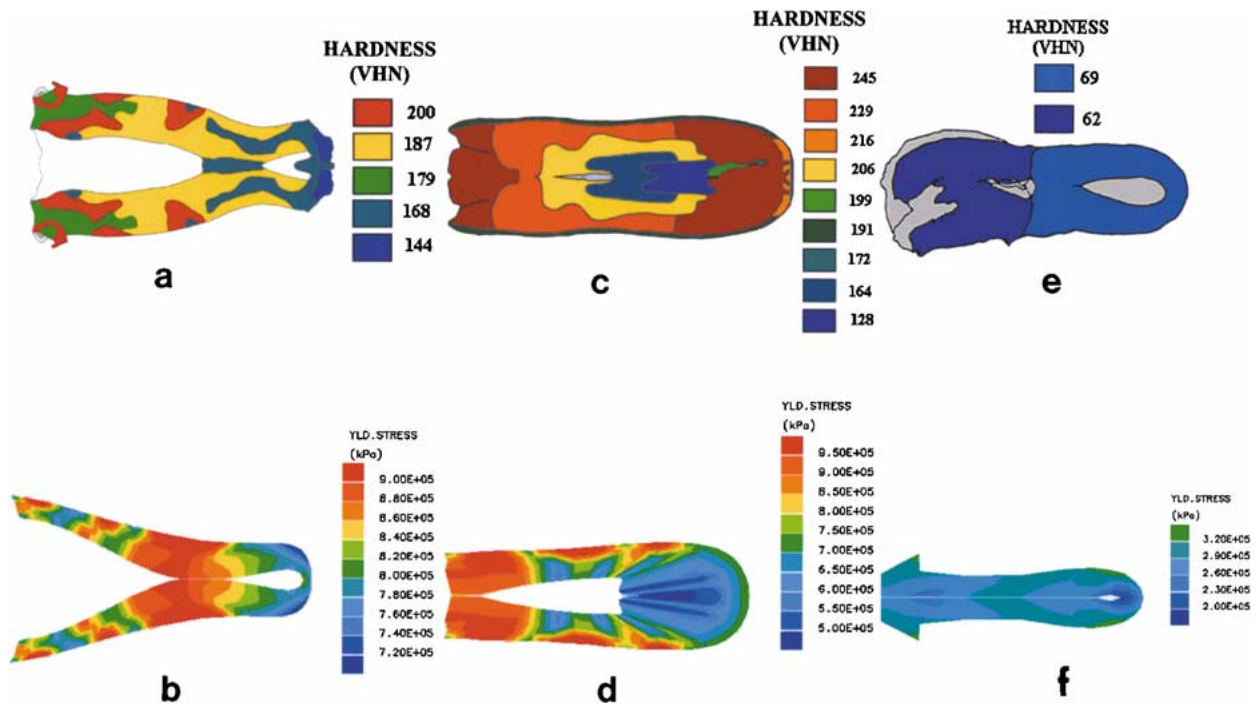 HARDNESS
(VHN)
200
187
179
168
144
a
HARDNESS
(VHN)
245
229
216
206
199
191
172
164
128
c
HARDNESS
(VHN)
69
62
e
YLD.STRESS
(kPa)
9.00E+05
8.80E+05
8.60E+05
8.40E+05
8.20E+05
8.00E+05
7.80E+05
7.60E+05
7.40E+05
7.20E+05
b
YLD.STRESS
(kPa)
9.50E+05
9.00E+05
8.50E+05
8.00E+05
7.50E+05
7.00E+05
6.50E+05
6.00E+05
5.50E+05
5.00E+05
d
YLD.STRESS
(kPa)
3.20E+05
2.90E+05
2.60E+05
2.30E+05
2.00E+05
f